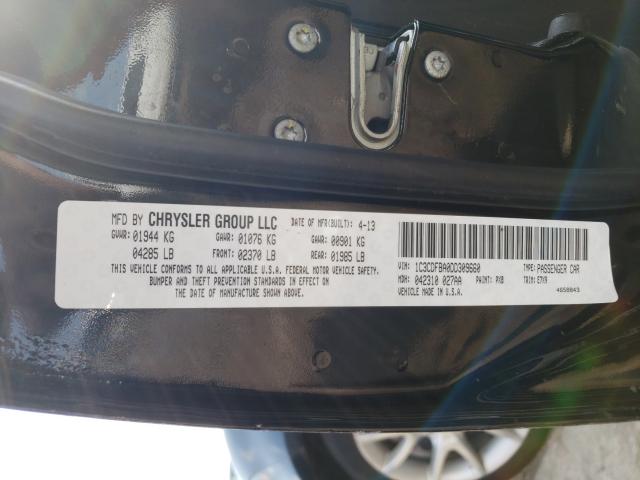 MFD BY CHRYSLER GROUP LLC DATE OF MFR(BUILT): 4-13
GVWR: 01944 KG GAWR: 01076 KG GAWR: 00901 KG
04285 LB FRONT: 02370 LB REAR: 01985 LB
THIS VEHICLE CONFORMS TO ALL APPLICABLE U.S.A. FEDERAL MOTOR VEHICLE SAFETY,
BUMPER AND THEFT PREVENTION STANDARDS IN EFFECT ON
THE DATE OF MANUFACTURE SHOWN ABOVE.
VIN: 1C3CDFBA0DD309660 TYPE: PASSENGER CAR
MDH: 042310 027AA PAINT: PX8 TRIM: E7X9
VEHICLE MADE IN U.S.A. 4658843